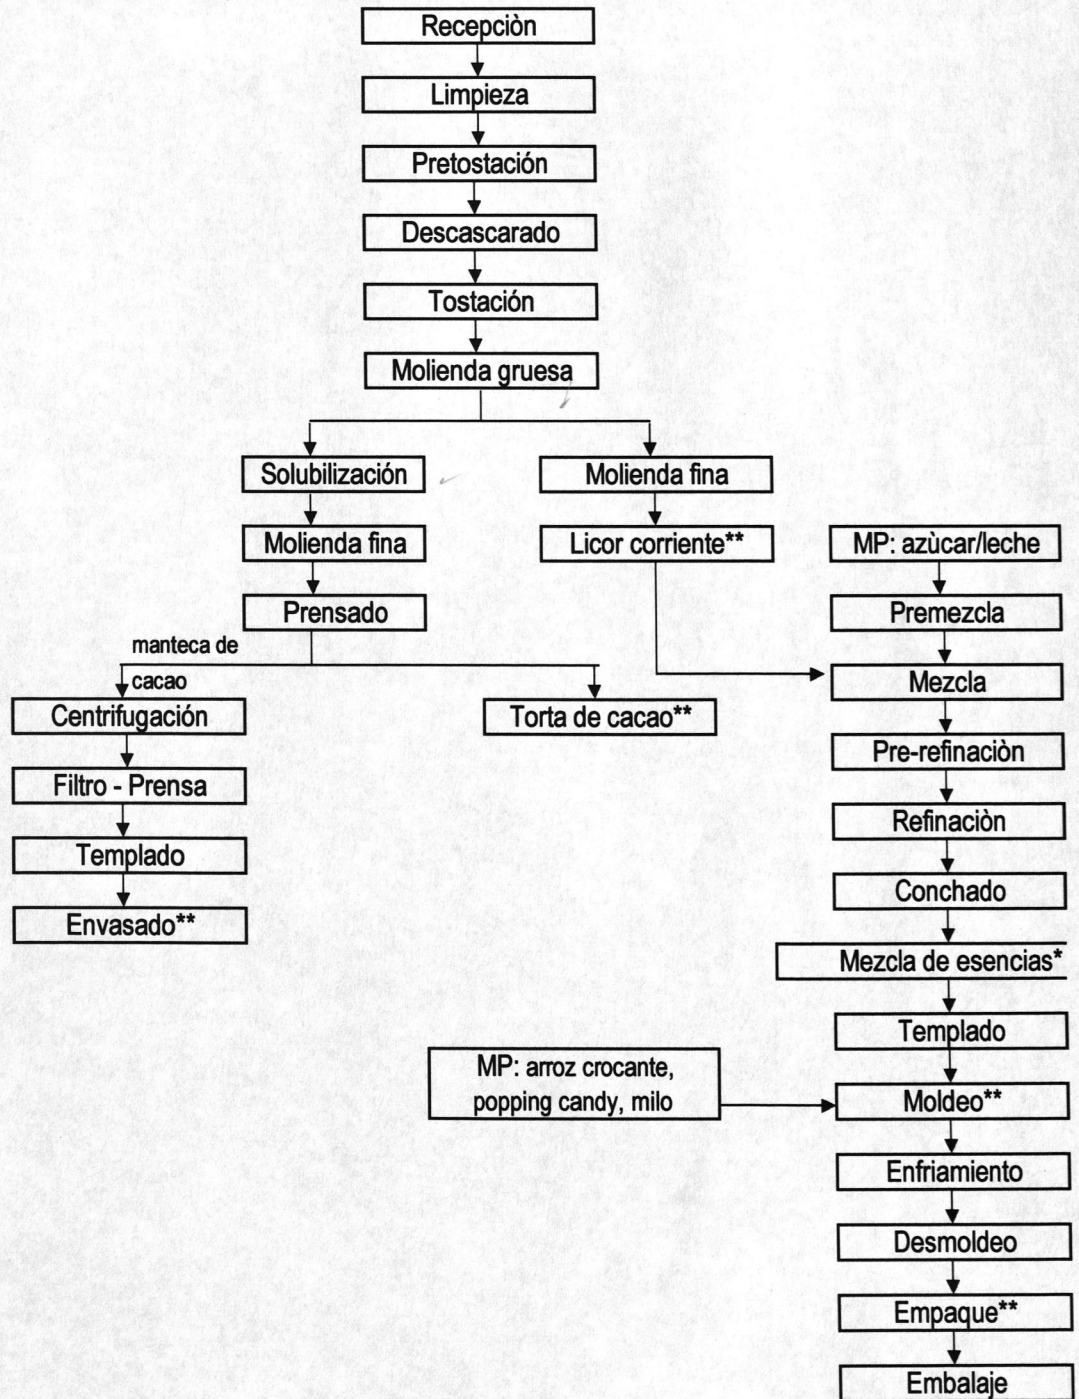 Recepciòn
Limpieza
Pretostación
Descascarado
Tostación
Molienda gruesa
Solubilización
Molienda fina
Prensado
manteca de
cacao
Centrifugación
Filtro - Prensa
Templado
Envasado**
Torta de cacao**
Molienda fina
Licor corriente**
MP: azùcar/leche
Premezcla
Mezcla
Pre-refinaciòn
Refinaciòn
Conchado
Mezcla de esencias*
Templado
MP: arroz crocante,
popping candy, milo
Moldeo**
Enfriamiento
Desmoldeo
Empaque**
Embalaje